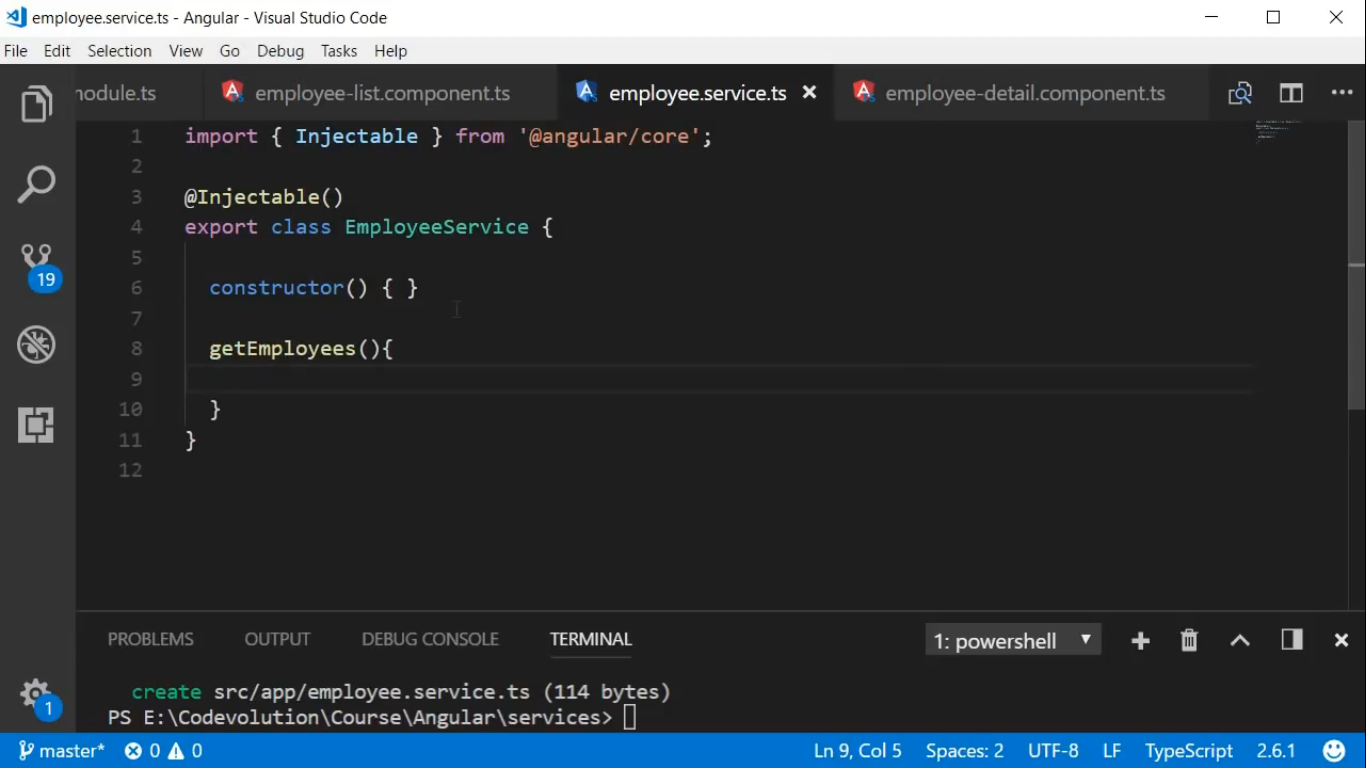 employee.service.ts - Angular - Visual Studio Code
File Edit Selection View Go Debug Tasks Help
nodule.ts employee-list.component.ts employee.service.ts employee-detail.component.ts
1 import { Injectable } from '@angular/core';
2
3 @Injectable()
4 export class EmployeeService {
5
6 constructor() { }
7
8 getEmployees(){
9
10 }
11 }
12
19
1
PROBLEMS OUTPUT DEBUG CONSOLE TERMINAL 1: powershell
create src/app/employee.service.ts (114 bytes)
PS E:\Codevolution\Course\Angular\services>
master* 0 0 Ln 9, Col 5 Spaces: 2 UTF-8 LF TypeScript 2.6.1